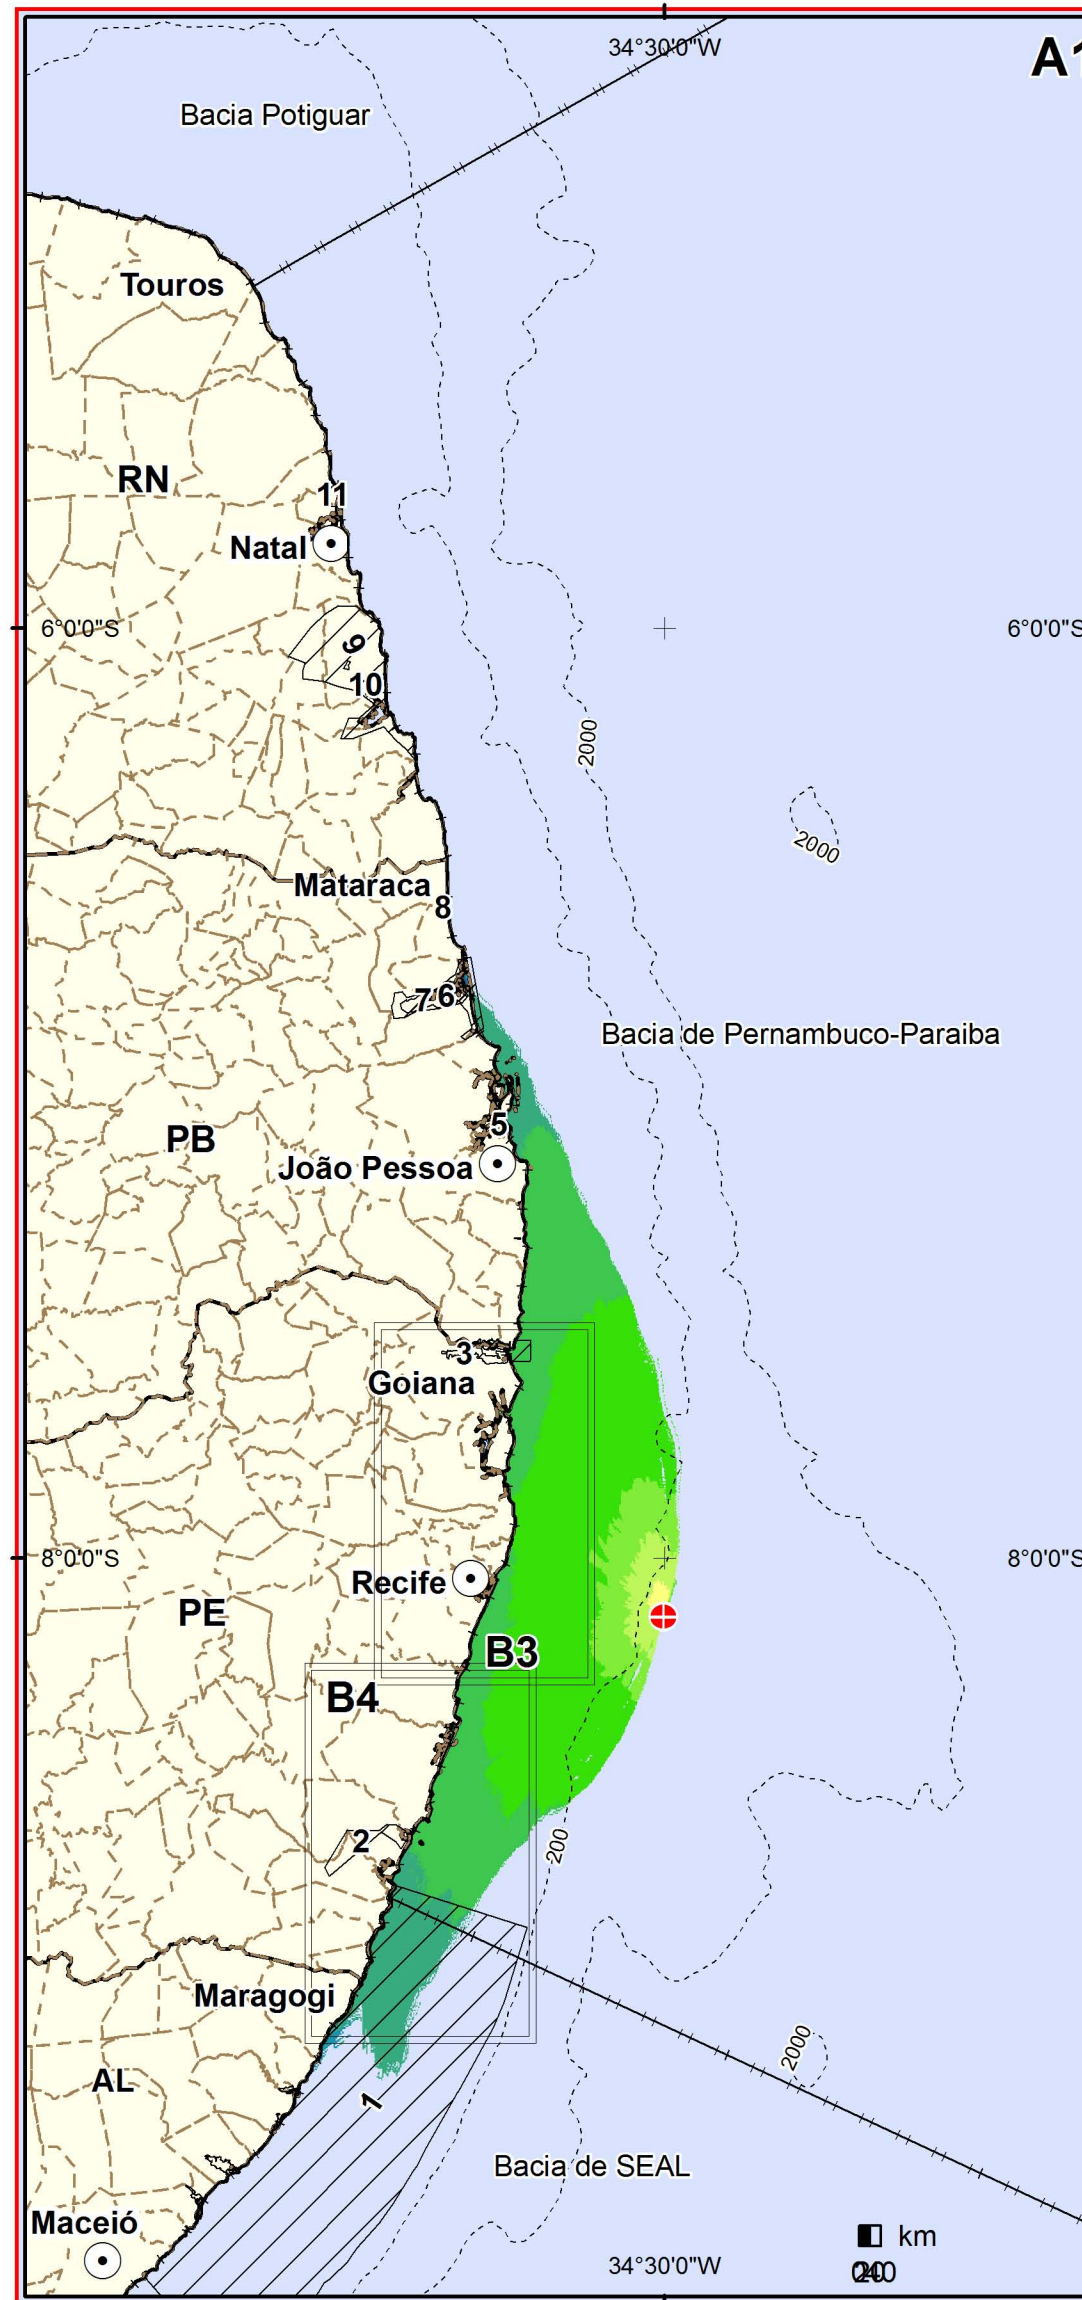 34°30'0"W
A1
Bacia Potiguar
Touros
RN
11
Natal
6°0'0"S
6°0'0"S
9
10
2000
2000
Mataraca
8
7
6
Bacia de Pernambuco-Paraiba
5
PB
João Pessoa
3
Goiana
8°0'0"S
8°0'0"S
Recife
PE
B3
B4
2
200
Maragogi
2000
AL
1
Bacia de SEAL
Maceió
km
34°30'0"W